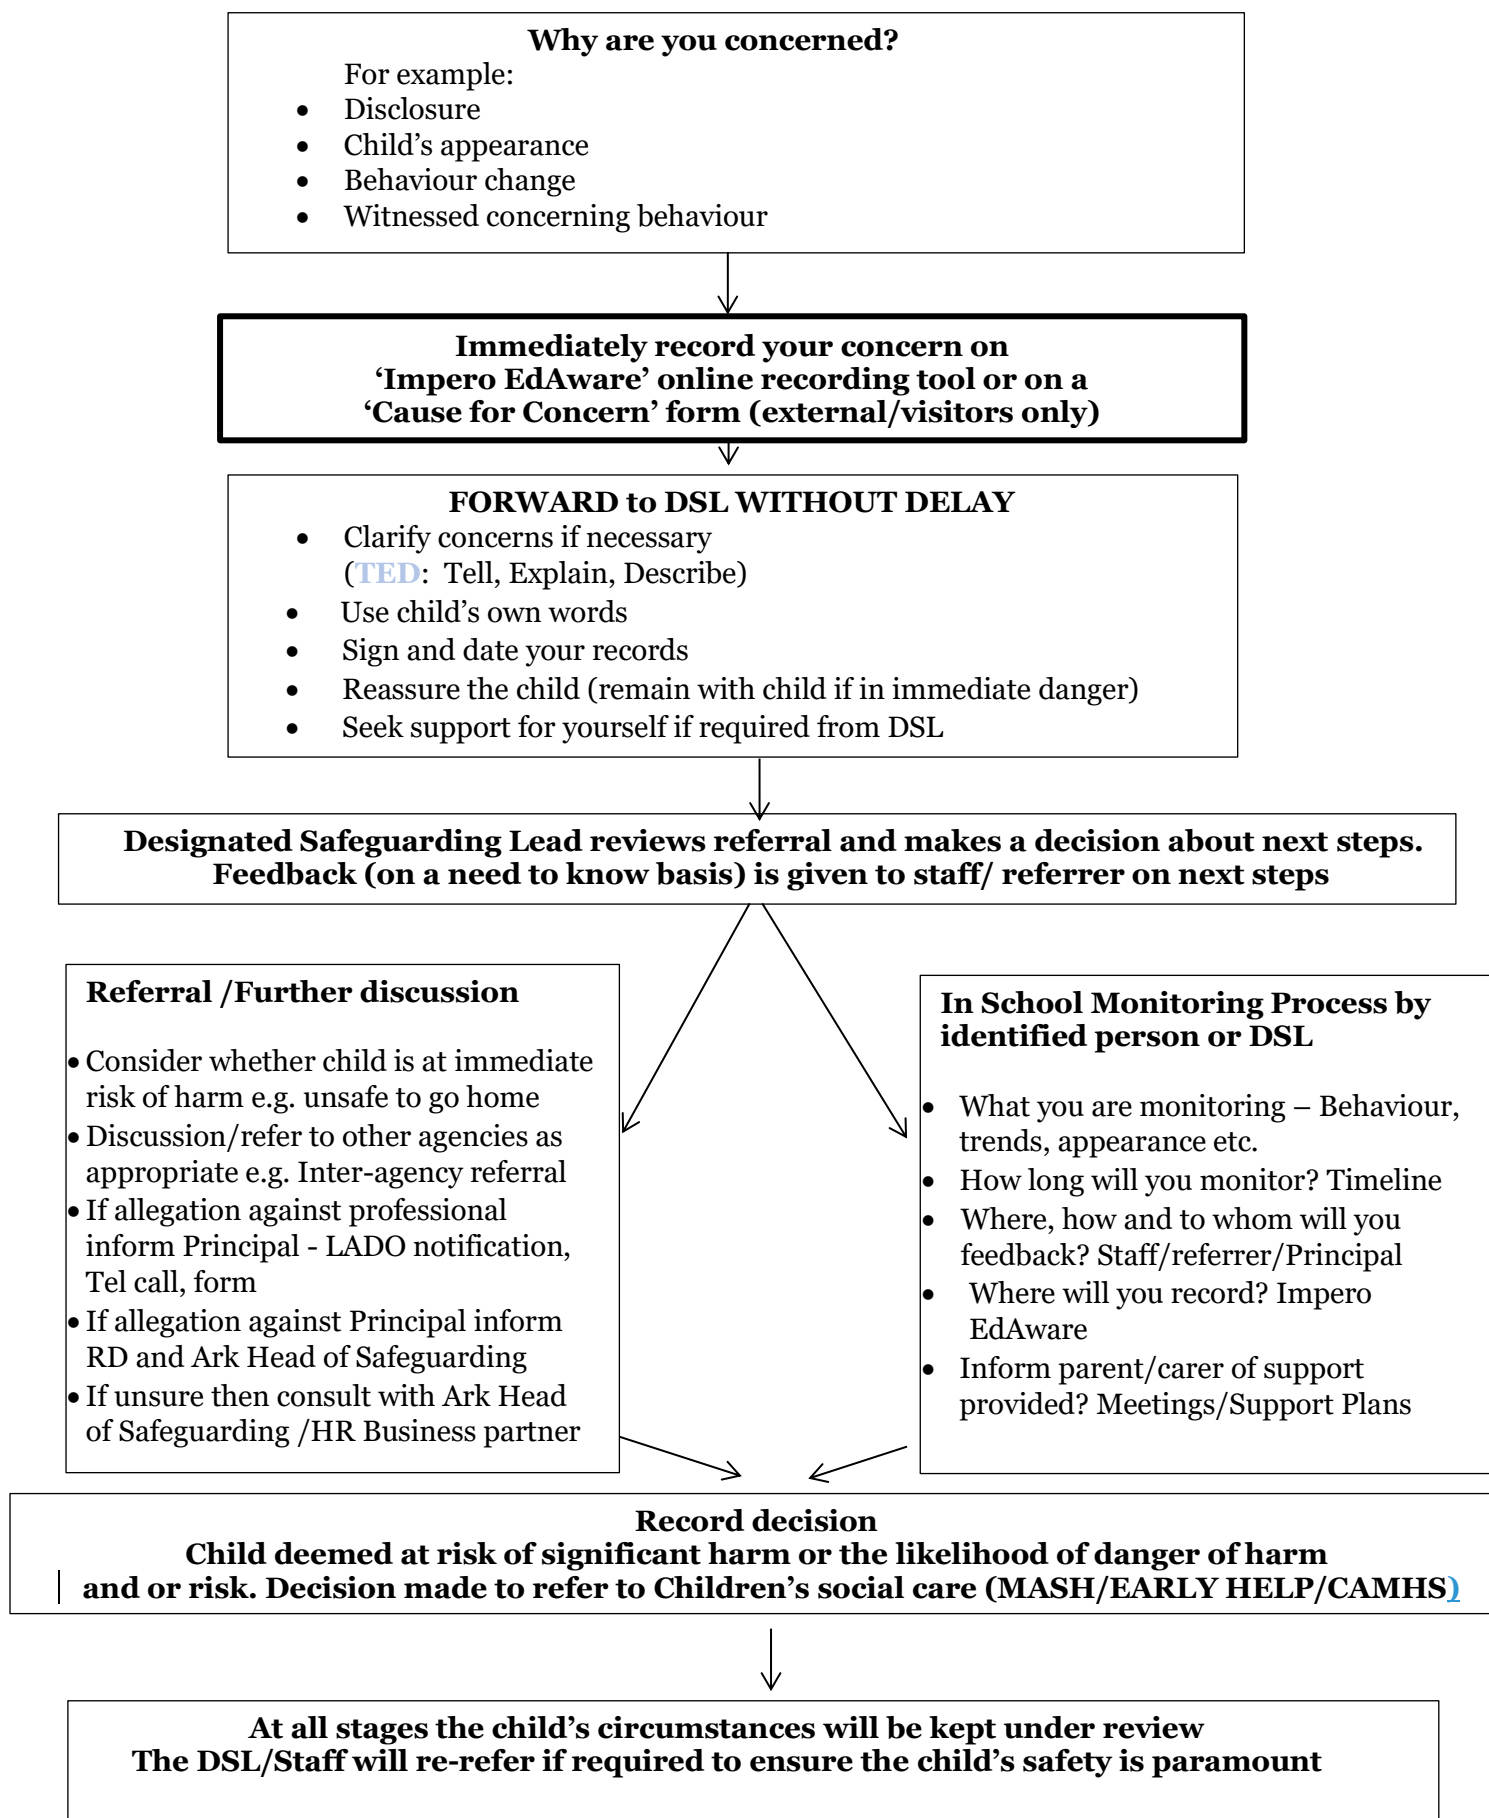 Why are you concerned?
For example:
• Disclosure
• Child’s appearance
• Behaviour change
• Witnessed concerning behaviour
Immediately record your concern on
‘Impero EdAware’ online recording tool or on a
‘Cause for Concern’ form (external/visitors only)
FORWARD to DSL WITHOUT DELAY
• Clarify concerns if necessary
(TED: Tell, Explain, Describe)
• Use child’s own words
• Sign and date your records
• Reassure the child (remain with child if in immediate danger)
• Seek support for yourself if required from DSL
Designated Safeguarding Lead reviews referral and makes a decision about next steps.
Feedback (on a need to know basis) is given to staff/ referrer on next steps
Referral /Further discussion
• Consider whether child is at immediate
risk of harm e.g. unsafe to go home
• Discussion/refer to other agencies as
appropriate e.g. Inter-agency referral
• If allegation against professional
inform Principal - LADO notification,
Tel call, form
• If allegation against Principal inform
RD and Ark Head of Safeguarding
• If unsure then consult with Ark Head
of Safeguarding /HR Business partner
In School Monitoring Process by
identified person or DSL
• What you are monitoring – Behaviour,
trends, appearance etc.
• How long will you monitor? Timeline
• Where, how and to whom will you
feedback? Staff/referrer/Principal
• Where will you record? Impero
EdAware
• Inform parent/carer of support
provided? Meetings/Support Plans
Record decision
Child deemed at risk of significant harm or the likelihood of danger of harm
and or risk. Decision made to refer to Children’s social care (MASH/EARLY HELP/CAMHS)
At all stages the child’s circumstances will be kept under review
The DSL/Staff will re-refer if required to ensure the child’s safety is paramount